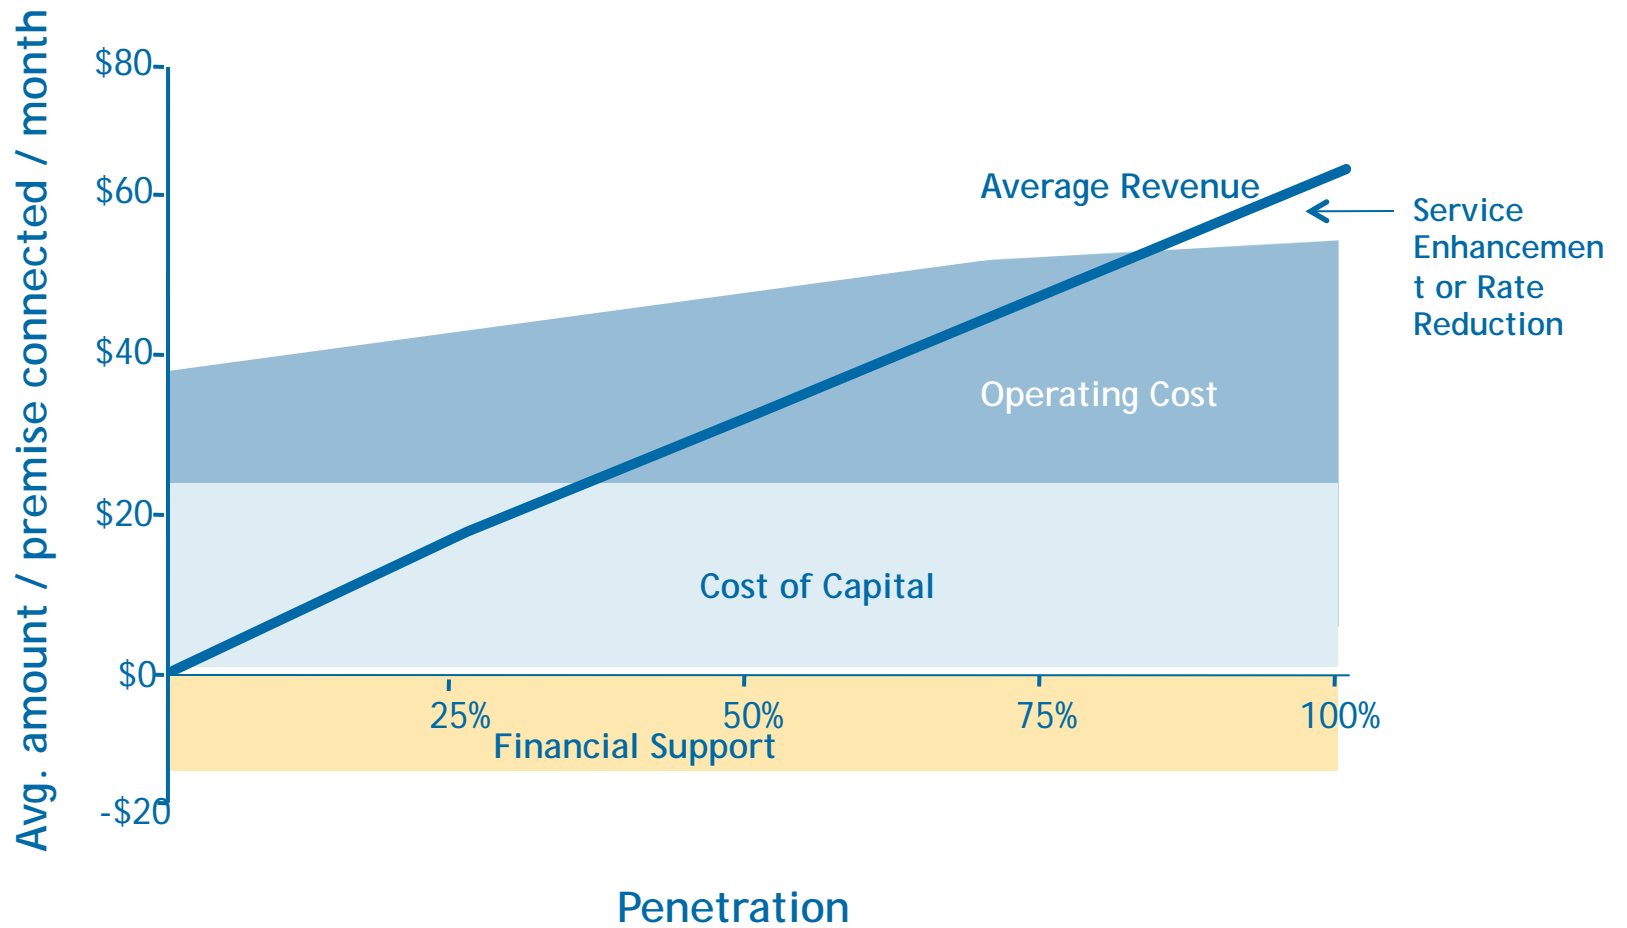 Avg. amount / premise connected / month
$80
$60
$40
$20
$0
-$20
Average Revenue
Service
Enhancemen
t or Rate
Reduction
Operating Cost
Cost of Capital
25%
50%
75%
100%
Financial Support
Penetration